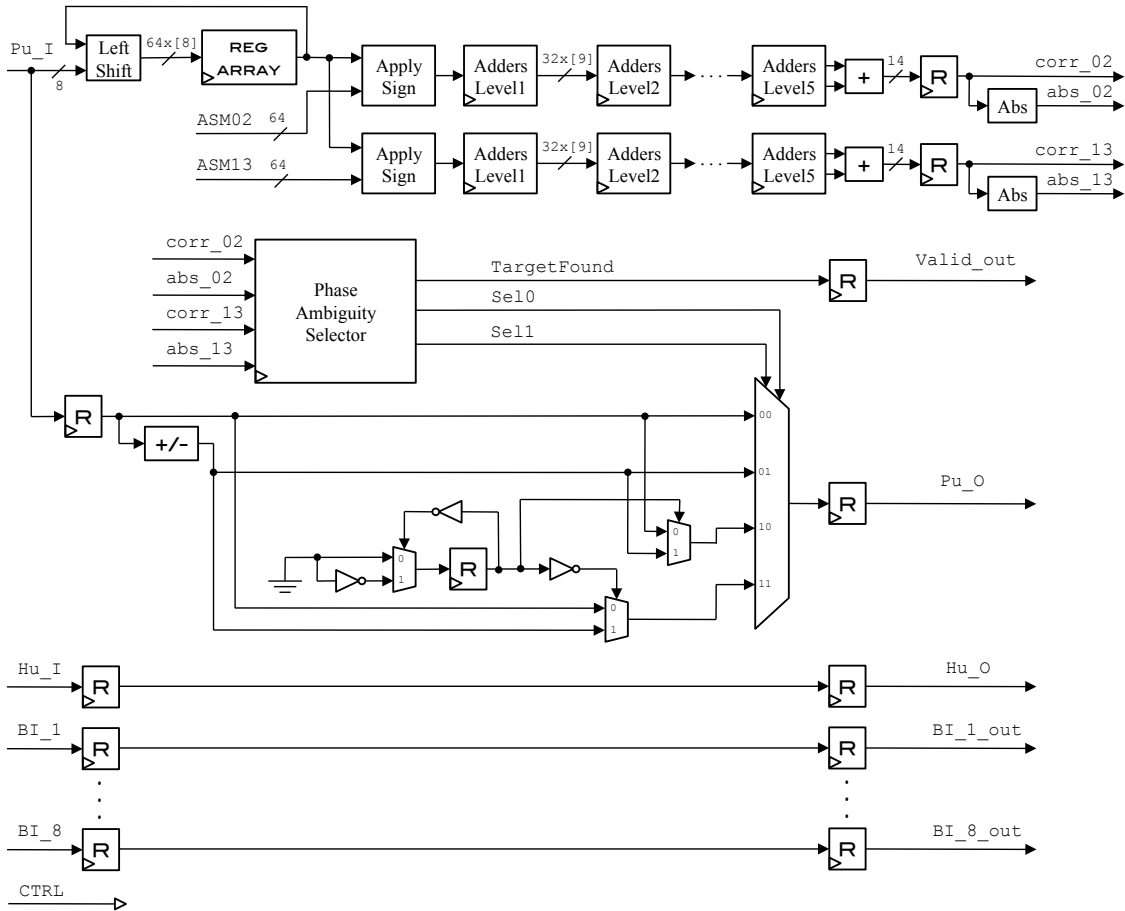 Pu_I
8
Left
Shift
64x[8]
REG
ARRAY
Apply
Sign
Adders
Level1
32x[9]
Adders
Level2
...
Adders
Level5
+
14
R
corr_02
Abs
abs_02
ASM02
64
ASM13
64
Apply
Sign
Adders
Level1
32x[9]
Adders
Level2
...
Adders
Level5
+
14
R
corr_13
Abs
abs_13
corr_02
abs_02
corr_13
abs_13
Phase
Ambiguity
Selector
TargetFound
Sel0
Sel1
R
Valid_out
R
+/-
00
01
10
11
R
Pu_O
0
1
R
0
1
0
1
Hu_I
R
R
Hu_O
BI_1
R
R
BI_1_out
BI_8
R
R
BI_8_out
CTRL